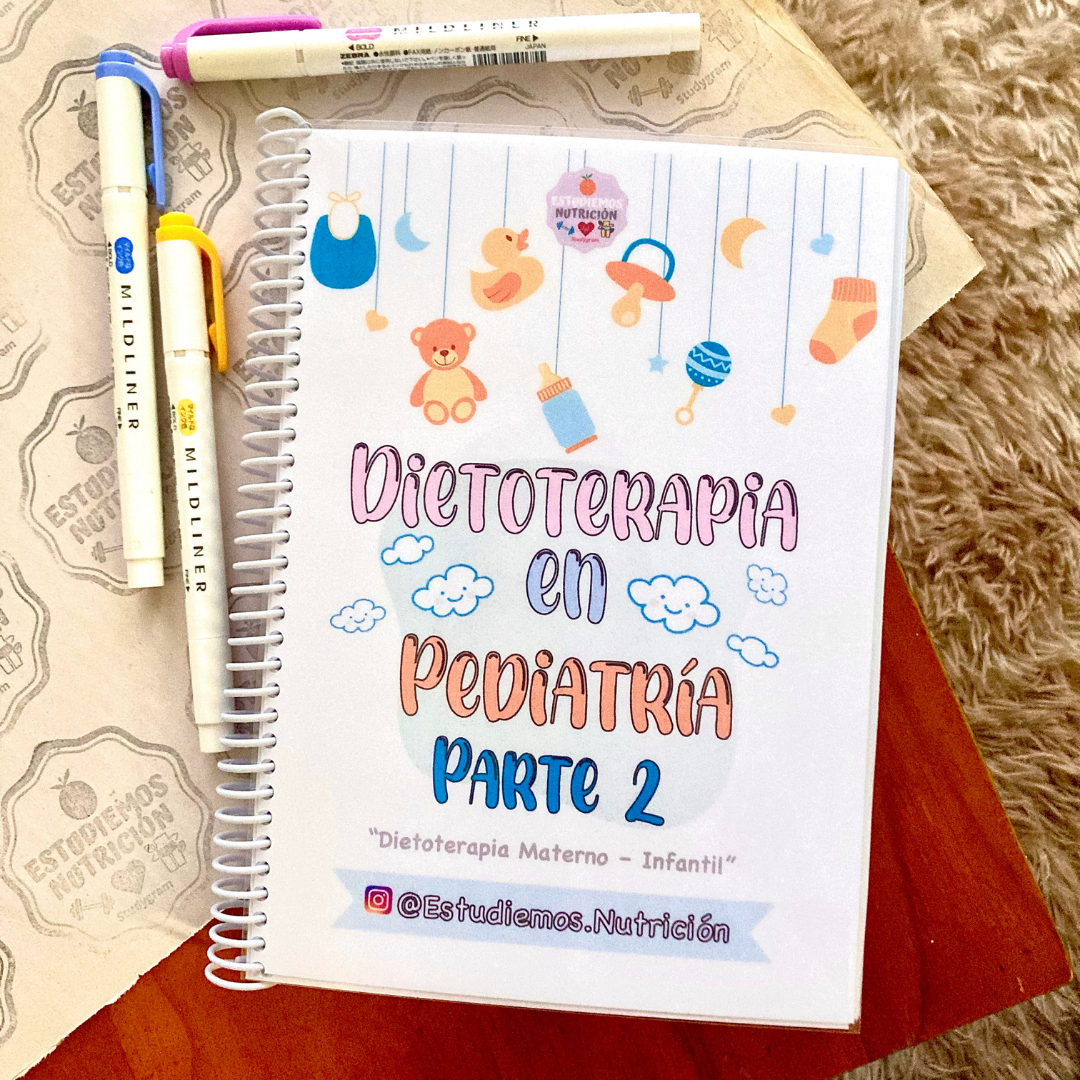 MILDLINER
◀BOLD
FINE▶
ZEBRA
JAPAN
ESTUDIEMOS
NUTRICIÓN
Studygram
ESTUDIEMOS
NUTRICIÓN
Studygram
MILDLINER
MILDLINER
Dietoterapia
en
Pediatría
Parte 2
"Dietoterapia Materno - Infantil"
@Estudiemos.Nutrición
ESTUDIEMOS
NUTRICIÓN
Studygram